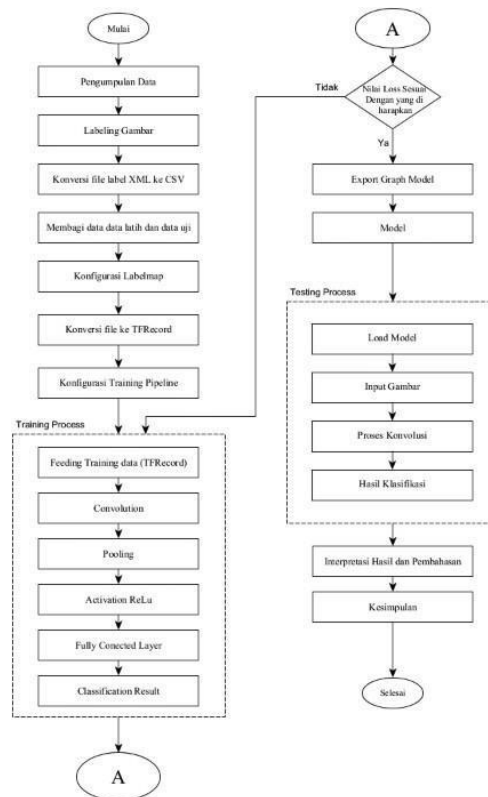 Mulai
Pengumpulan Data
Labeling Gambar
Konversi file label XML ke CSV
Membagi data data latih dan data uji
Konfigurasi Labelmap
Konversi file ke TFRecord
Konfigurasi Training Pipeline
Training Process
Feeding Training data (TFRecord)
Convolution
Pooling
Activation ReLu
Fully Conected Layer
Classification Result
A
A
Nilai Loss Sesuai
Dengan yang di
harapkan
Tidak
Ya
Export Graph Model
Model
Testing Process
Load Model
Input Gambar
Proses Konvolusi
Hasil Klasifikasi
Interpretasi Hasil dan Pembahasan
Kesimpulan
Selesai